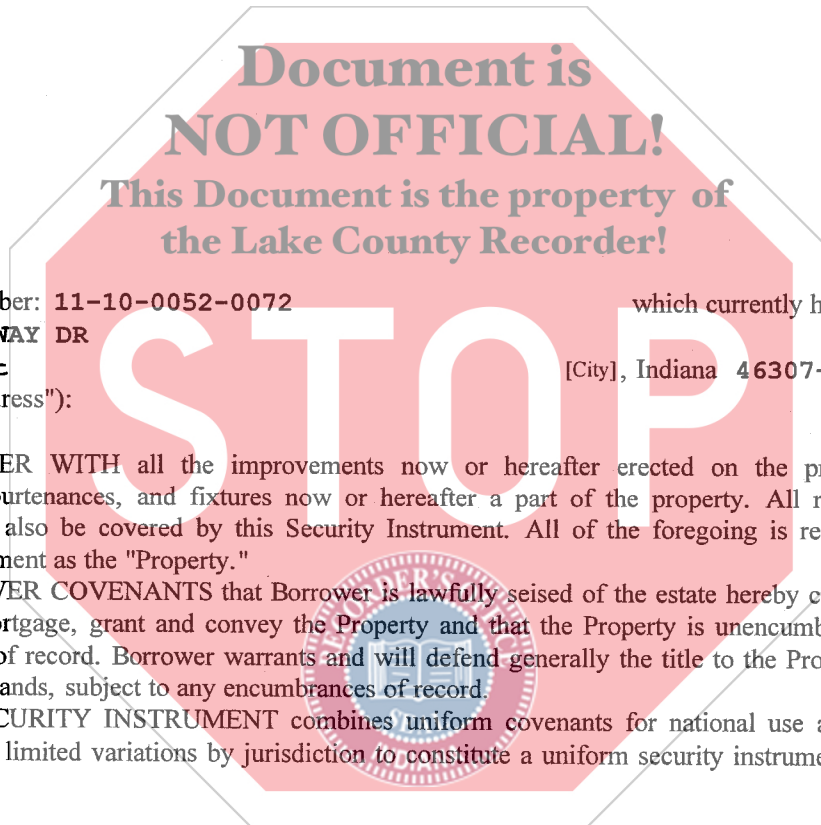 Document is
NOT OFFICIAL!
This Document is the property of
the Lake County Recorder!
ber: 11-10-0052-0072 which currently h
WAY DR
[City], Indiana 46307-
ress"):
STOP
ER WITH all the improvements now or hereafter erected on the pr
purtenances, and fixtures now or hereafter a part of the property. All r
also be covered by this Security Instrument. All of the foregoing is re
ment as the "Property."
VER COVENANTS that Borrower is lawfully seised of the estate hereby c
ortgage, grant and convey the Property and that the Property is unencumb
of record. Borrower warrants and will defend generally the title to the Pro
ands, subject to any encumbrances of record.
CURITY INSTRUMENT combines uniform covenants for national use a
limited variations by jurisdiction to constitute a uniform security instrume
RECORDER'S OFFICE
SEAL
INDIANA